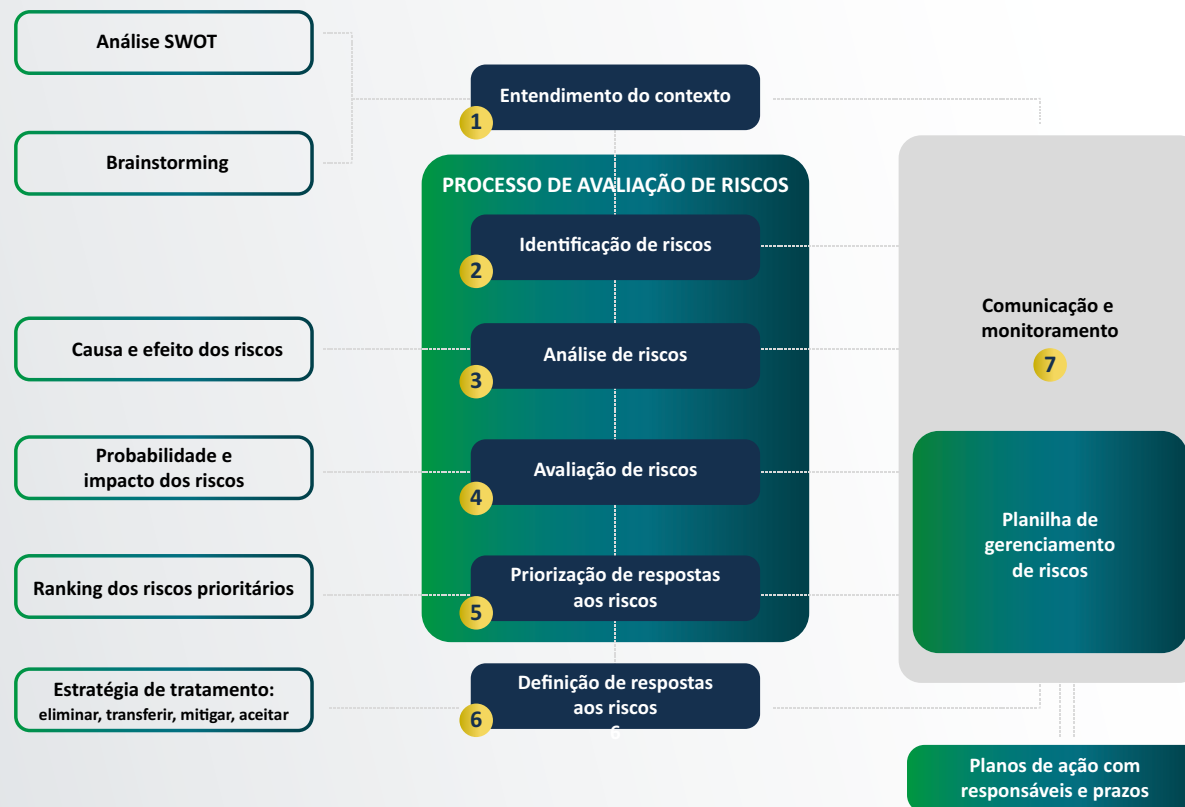 Análise SWOT
Entendimento do contexto
1
Brainstorming
PROCESSO DE AVALIAÇÃO DE RISCOS
Identificação de riscos
2
Comunicação e
monitoramento
7
Causa e efeito dos riscos
Análise de riscos
3
Probabilidade e
impacto dos riscos
Avaliação de riscos
4
Planilha de
gerenciamento
de riscos
Ranking dos riscos prioritários
Priorização de respostas
aos riscos
5
Estratégia de tratamento:
eliminar, transferir, mitigar, aceitar
Definição de respostas
aos riscos
6
6
Planos de ação com
responsáveis e prazos